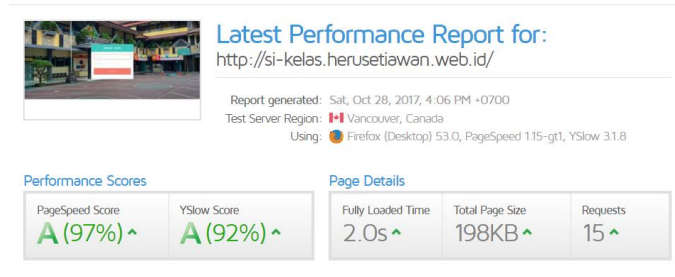 Latest Performance Report for:
http://si-kelas.herusetiawan.web.id/
Report generated: Sat, Oct 28, 2017, 4:06 PM +0700
Test Server Region: Vancouver, Canada
Using: Firefox (Desktop) 53.0, PageSpeed 1.15-gt1, YSlow 3.1.8
Performance Scores
Page Details
PageSpeed Score
YSlow Score
Fully Loaded Time
Total Page Size
Requests
A (97%)
A (92%)
2.0s
198KB
15